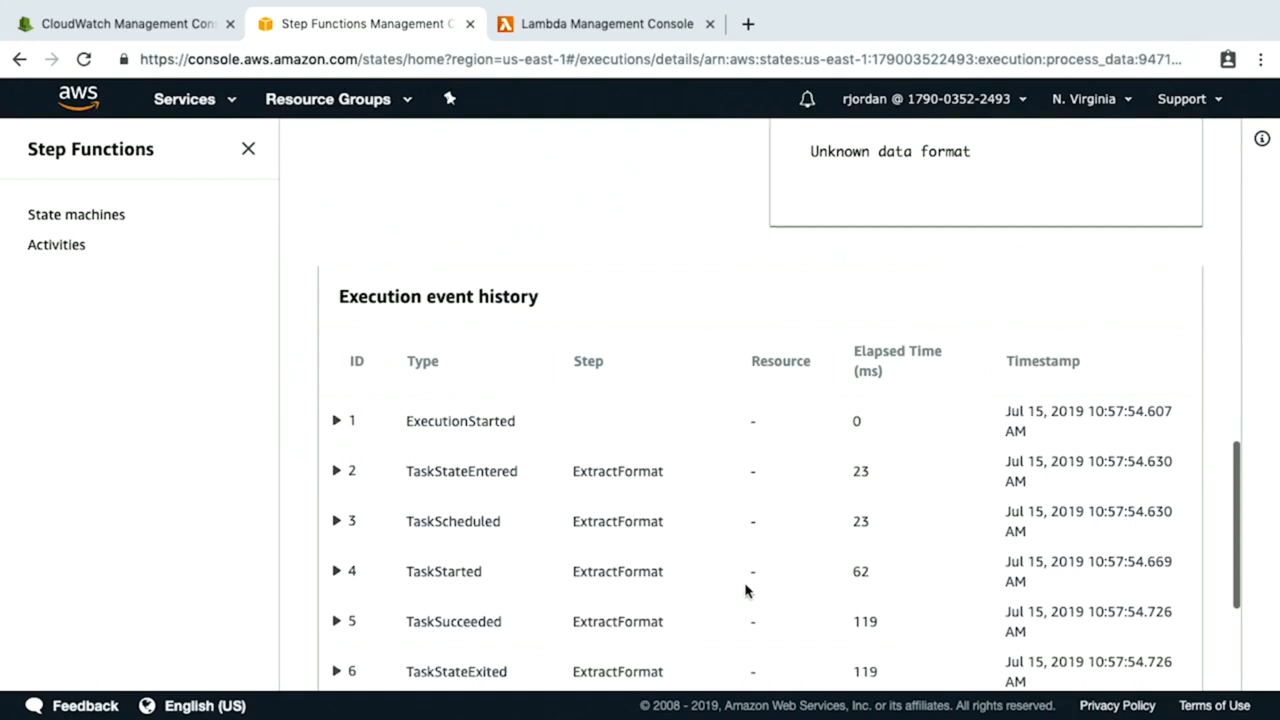 CloudWatch Management Con
Step Functions Management C
Lambda Management Console
https://console.aws.amazon.com/states/home?region=us-east-1#/executions/details/arn:aws:states:us-east-1:179003522493:execution:process_data:9471...
aws Services Resource Groups rjordan @ 1790-0352-2493 N. Virginia Support
Step Functions
State machines
Activities
Unknown data format
Execution event history
ID Type Step Resource Elapsed Time (ms) Timestamp
1 ExecutionStarted - 0 Jul 15, 2019 10:57:54.607 AM
2 TaskStateEntered ExtractFormat - 23 Jul 15, 2019 10:57:54.630 AM
3 TaskScheduled ExtractFormat - 23 Jul 15, 2019 10:57:54.630 AM
4 TaskStarted ExtractFormat - 62 Jul 15, 2019 10:57:54.669 AM
5 TaskSucceeded ExtractFormat - 119 Jul 15, 2019 10:57:54.726 AM
6 TaskStateExited ExtractFormat - 119 Jul 15, 2019 10:57:54.726 AM
Feedback English (US) © 2008 - 2019, Amazon Web Services, Inc. or its affiliates. All rights reserved. Privacy Policy Terms of Use